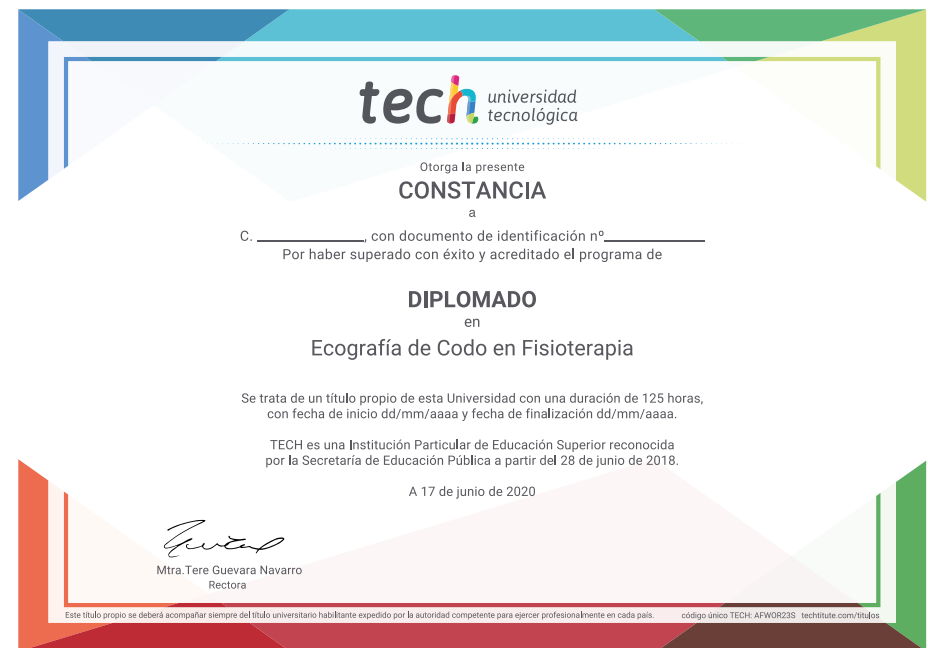 tech universidad
tecnológica
Otorga la presente
CONSTANCIA
a
C. ______________, con documento de identificación nº_____________
Por haber superado con éxito y acreditado el programa de
DIPLOMADO
en
Ecografía de Codo en Fisioterapia
Se trata de un título propio de esta Universidad con una duración de 125 horas,
con fecha de inicio dd/mm/aaaa y fecha de finalización dd/mm/aaaa.
TECH es una Institución Particular de Educación Superior reconocida
por la Secretaría de Educación Pública a partir del 28 de junio de 2018.
A 17 de junio de 2020
Mtra.Tere Guevara Navarro
Rectora
Este título propio se deberá acompañar siempre del título universitario habilitante expedido por la autoridad competente para ejercer profesionalmente en cada país. código único TECH: AFWOR23S techtitute.com/títulos